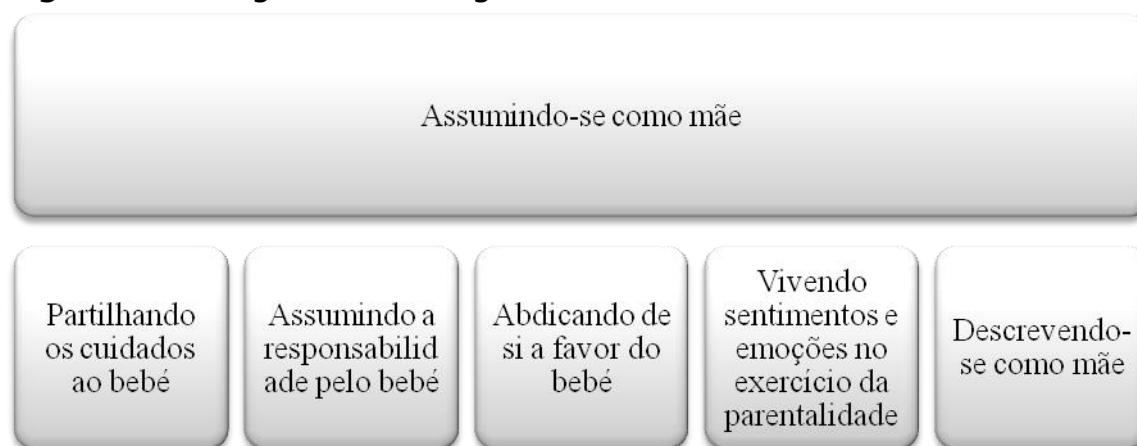 Assumindo-se como mãe
Partilhando
os cuidados
ao bebé
Assumindo a
responsabilid
ade pelo bebé
Abdicando de
si a favor do
bebé
Vivendo
sentimentos e
emoções no
exercício da
parentalidade
Descrevendo-
se como mãe